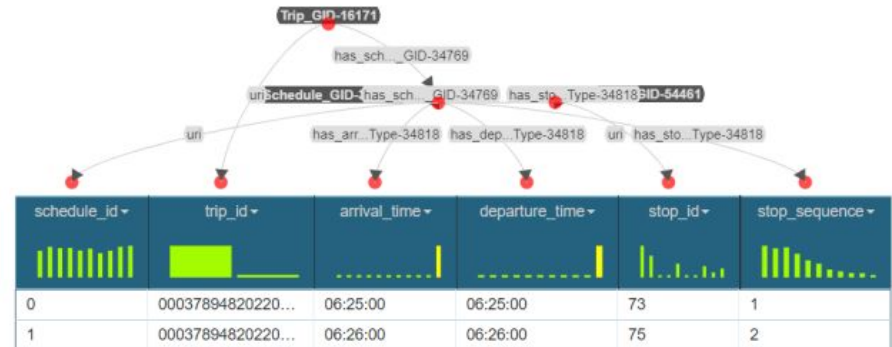 Trip_GID-16171
has_sch..._GID-34769
uri Schedule_GID- has_sch..._GID-34769 has_sto...Type-34818 GID-54461
uri has_arr...Type-34818 has_dep...Type-34818 uri has_sto...Type-34818
schedule_id trip_id arrival_time departure_time stop_id stop_sequence
0 00037894820220... 06:25:00 06:25:00 73 1
1 00037894820220... 06:26:00 06:26:00 75 2